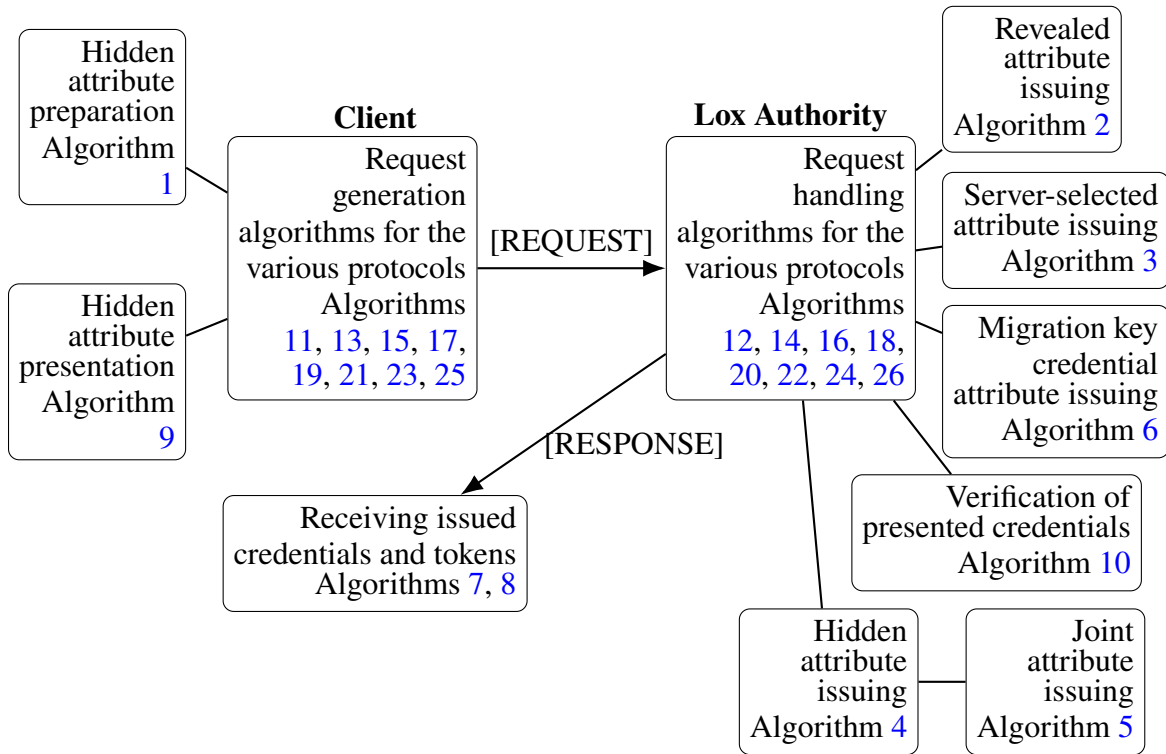 Hidden
attribute
preparation
Algorithm
1
Hidden
attribute
presentation
Algorithm
9
Client
Request
generation
algorithms for the
various protocols
Algorithms
11, 13, 15, 17,
19, 21, 23, 25
[REQUEST]
Lox Authority
Request
handling
algorithms for the
various protocols
Algorithms
12, 14, 16, 18,
20, 22, 24, 26
[RESPONSE]
Receiving issued
credentials and tokens
Algorithms 7, 8
Revealed
attribute
issuing
Algorithm 2
Server-selected
attribute issuing
Algorithm 3
Migration key
credential
attribute issuing
Algorithm 6
Verification of
presented credentials
Algorithm 10
Hidden
attribute
issuing
Algorithm 4
Joint
attribute
issuing
Algorithm 5